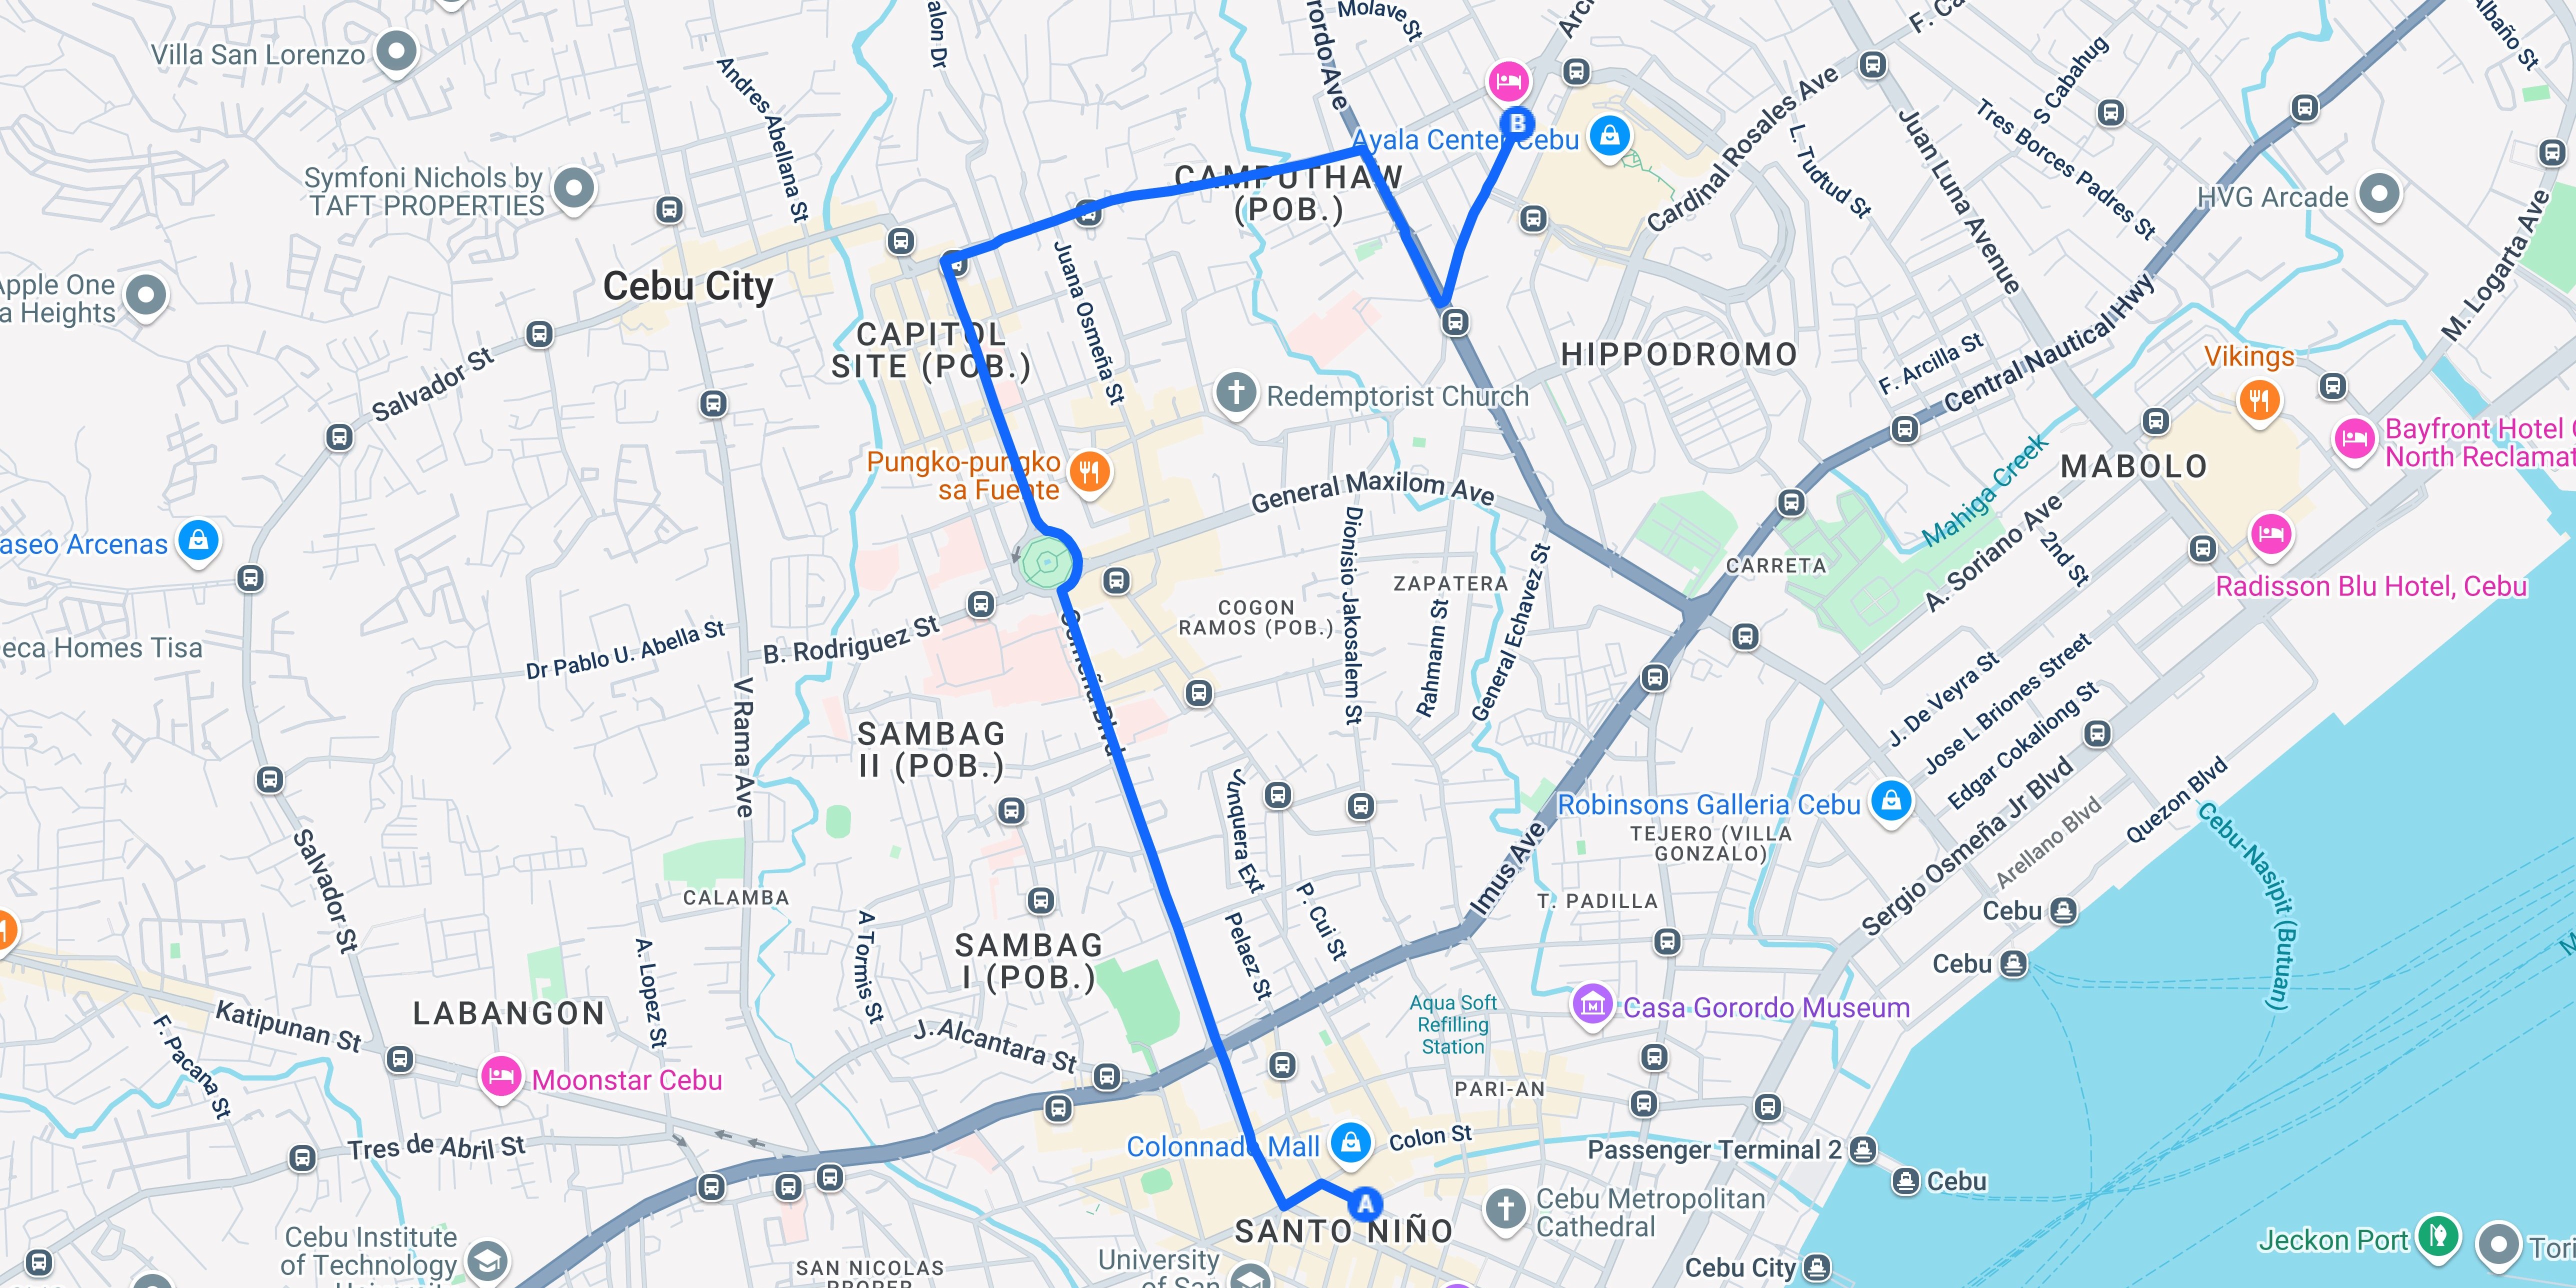 Molave St
Villa San Lorenzo
Andres Abellana St
Ayala Center Cebu
B
Cardinal Rosales Ave
L. Tudtud St
Juan Luna Avenue
S Cabahug
Tres Borces Padres St
HVG Arcade
M. Logarta Ave
Symfoni Nichols by
TAFT PROPERTIES
CAMPUTHAW
(POB.)
Juana Osmeña St
Cebu City
CAPITOL
SITE (POB.)
HIPPODROMO
Apple One
Salvador St
F. Arcilla St
Central Nautical Hwy
Vikings
Redemptorist Church
Bayfront Hotel
Pungko-pungko
sa Fuente
General Maxilom Ave
MABOLO
Mahiga Creek
A. Soriano Ave
2nd St
CARRETA
Radisson Blu Hotel, Cebu
Dionisio Jakosalem St
ZAPATERA
COGON
RAMOS (POB.)
Rahmann St
General Echavez St
Dr Pablo U. Abella St
B. Rodriguez St
V Rama Ave
Osmeña Blvd
SAMBAG
II (POB.)
J. De Veyra St
Jose L Briones Street
Edgar Cokaliong St
Sergio Osmeña Jr Blvd
Arellano Blvd
Quezon Blvd
Cebu-Nasipit (Butuan)
Robinsons Galleria Cebu
TEJERO (VILLA
GONZALO)
Junquera Ext
Imus Ave
Salvador St
CALAMBA
P. Cui St
T. PADILLA
Cebu
Cebu
A Tormis St
A. Lopez St
SAMBAG
I (POB.)
Pelaez St
LABANGON
Katipunan St
F. Pacana St
J. Alcantara St
Aqua Soft
Refilling
Station
Casa Gorordo Museum
Moonstar Cebu
PARI-AN
Tres de Abril St
Colonnade Mall
Colon St
Passenger Terminal 2
Cebu
A
SANTO NIÑO
Cebu Metropolitan
Cathedral
Cebu Institute
of Technology
SAN NICOLAS
PROPER
University
of San
Cebu City
Jeckon Port